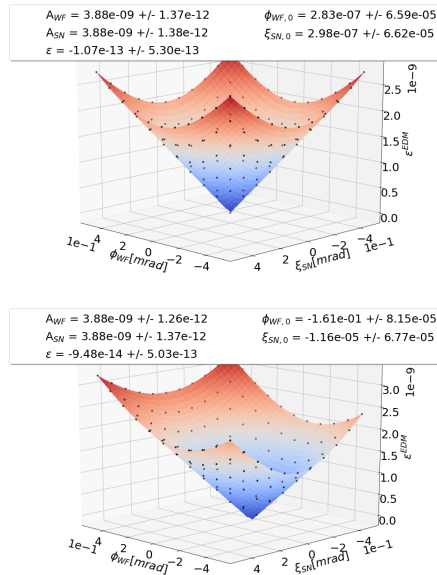 A_WF = 3.88e-09 +/- 1.37e-12 ϕ_WF,0 = 2.83e-07 +/- 6.59e-05
A_SN = 3.88e-09 +/- 1.38e-12 ξ_SN,0 = 2.98e-07 +/- 6.62e-05
ε = -1.07e-13 +/- 5.30e-13
1e−9
2.5
2.0
1.5
1.0
0.5
0.0
ε^EDM
1e−1 4 2 0 −2 −4
ϕ_WF[mrad]
4 2 0 −2 −4 1e−1
ξ_SN[mrad]
A_WF = 3.88e-09 +/- 1.26e-12 ϕ_WF,0 = -1.61e-01 +/- 8.15e-05
A_SN = 3.88e-09 +/- 1.37e-12 ξ_SN,0 = -1.16e-05 +/- 6.77e-05
ε = -9.48e-14 +/- 5.03e-13
1e−9
3.0
2.5
2.0
1.5
1.0
0.5
0.0
ε^EDM
1e−1 4 2 0 −2 −4
ϕ_WF[mrad]
4 2 0 −2 −4 1e−1
ξ_SN[mrad]